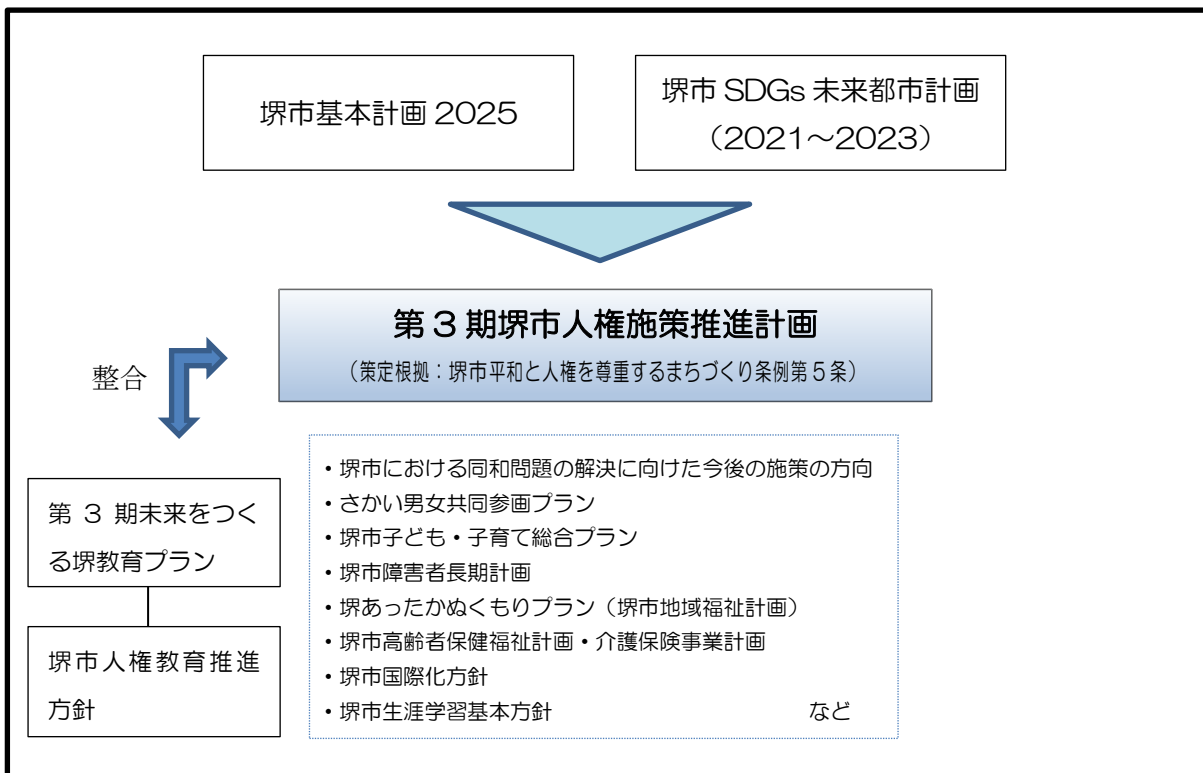 堺市基本計画 2025
堺市 SDGs 未来都市計画
（2021～2023）
第３期堺市人権施策推進計画
（策定根拠：堺市平和と人権を尊重するまちづくり条例第５条）
整合
第 3 期未来をつく
る堺教育プラン
堺市人権教育推進
方針
・堺市における同和問題の解決に向けた今後の施策の方向
・さかい男女共同参画プラン
・堺市子ども・子育て総合プラン
・堺市障害者長期計画
・堺あったかぬくもりプラン（堺市地域福祉計画）
・堺市高齢者保健福祉計画・介護保険事業計画
・堺市国際化方針
・堺市生涯学習基本方針 など